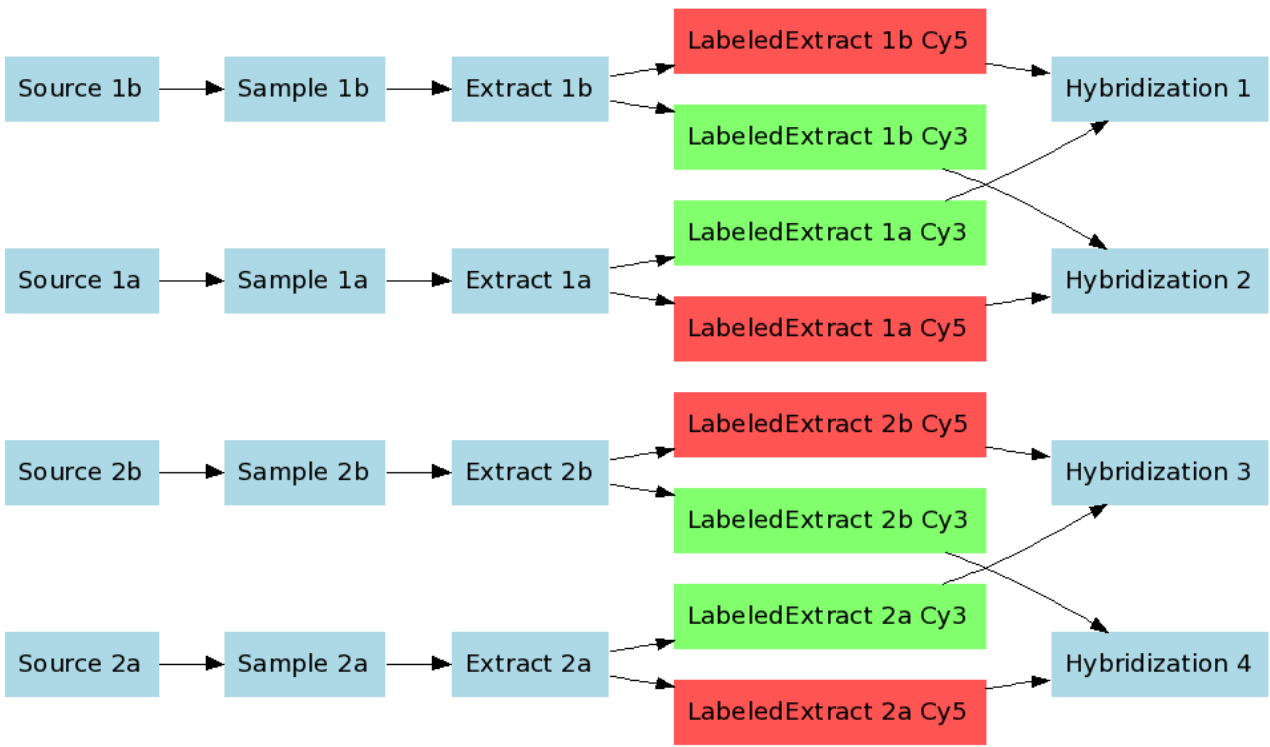 LabeledExtract 1b Cy5
Source 1b
Sample 1b
Extract 1b
Hybridization 1
LabeledExtract 1b Cy3
LabeledExtract 1a Cy3
Source 1a
Sample 1a
Extract 1a
Hybridization 2
LabeledExtract 1a Cy5
LabeledExtract 2b Cy5
Source 2b
Sample 2b
Extract 2b
Hybridization 3
LabeledExtract 2b Cy3
LabeledExtract 2a Cy3
Source 2a
Sample 2a
Extract 2a
Hybridization 4
LabeledExtract 2a Cy5